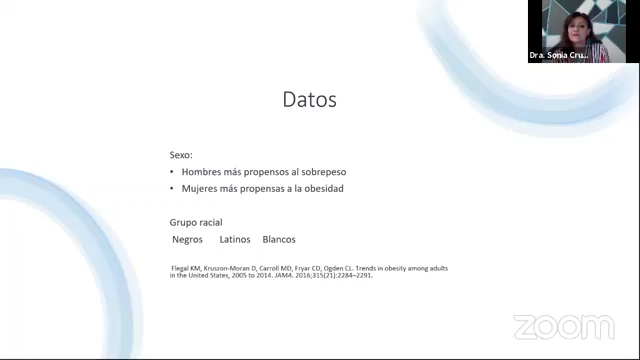 Dra. Sonia Cru...
Datos
Sexo:
• Hombres más propensos al sobrepeso
• Mujeres más propensas a la obesidad
Grupo racial
Negros Latinos Blancos
Flegal KM, Kruszon-Moran D, Carroll MD, Fryar CD, Ogden CL. Trends in obesity among adults
in the United States, 2005 to 2014. JAMA. 2016;315(21):2284–2291.
zoom